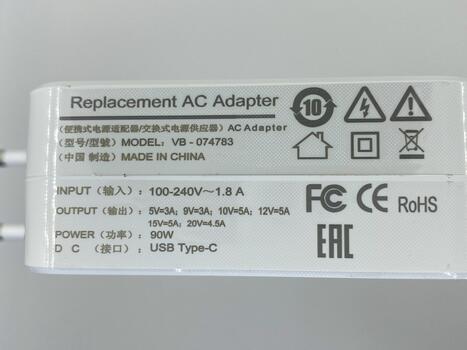 Replacement AC Adapter
(便携式电源适配器/交换式电源供应器) AC Adapter
(型号/型號) MODEL: VB - 074783
(中国 制造) MADE IN CHINA
10
INPUT (输入): 100-240V~1.8 A
OUTPUT (输出): 5V=3A; 9V=3A; 10V=5A; 12V=5A
15V=5A; 20V=4.5A
POWER (功率): 90W
D C (接口): USB Type-C
FC CE RoHS
EAC